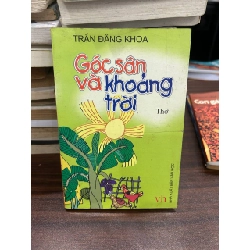 TRẦN ĐĂNG KHOA
Góc sân
và khoảng
trời
Thơ